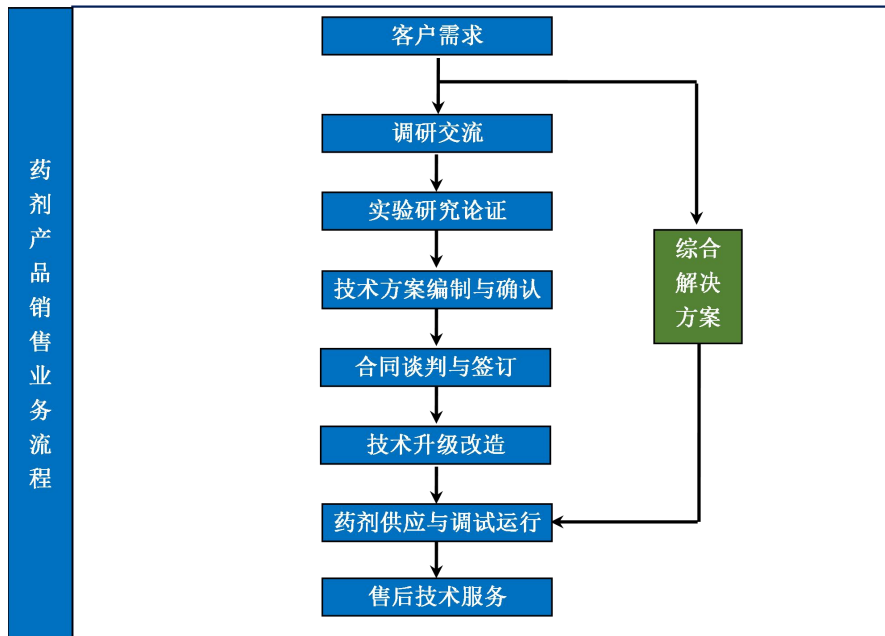 药剂产品销售业务流程
客户需求
调研交流
实验研究论证
技术方案编制与确认
合同谈判与签订
技术升级改造
药剂供应与调试运行
售后技术服务
综合
解决
方案